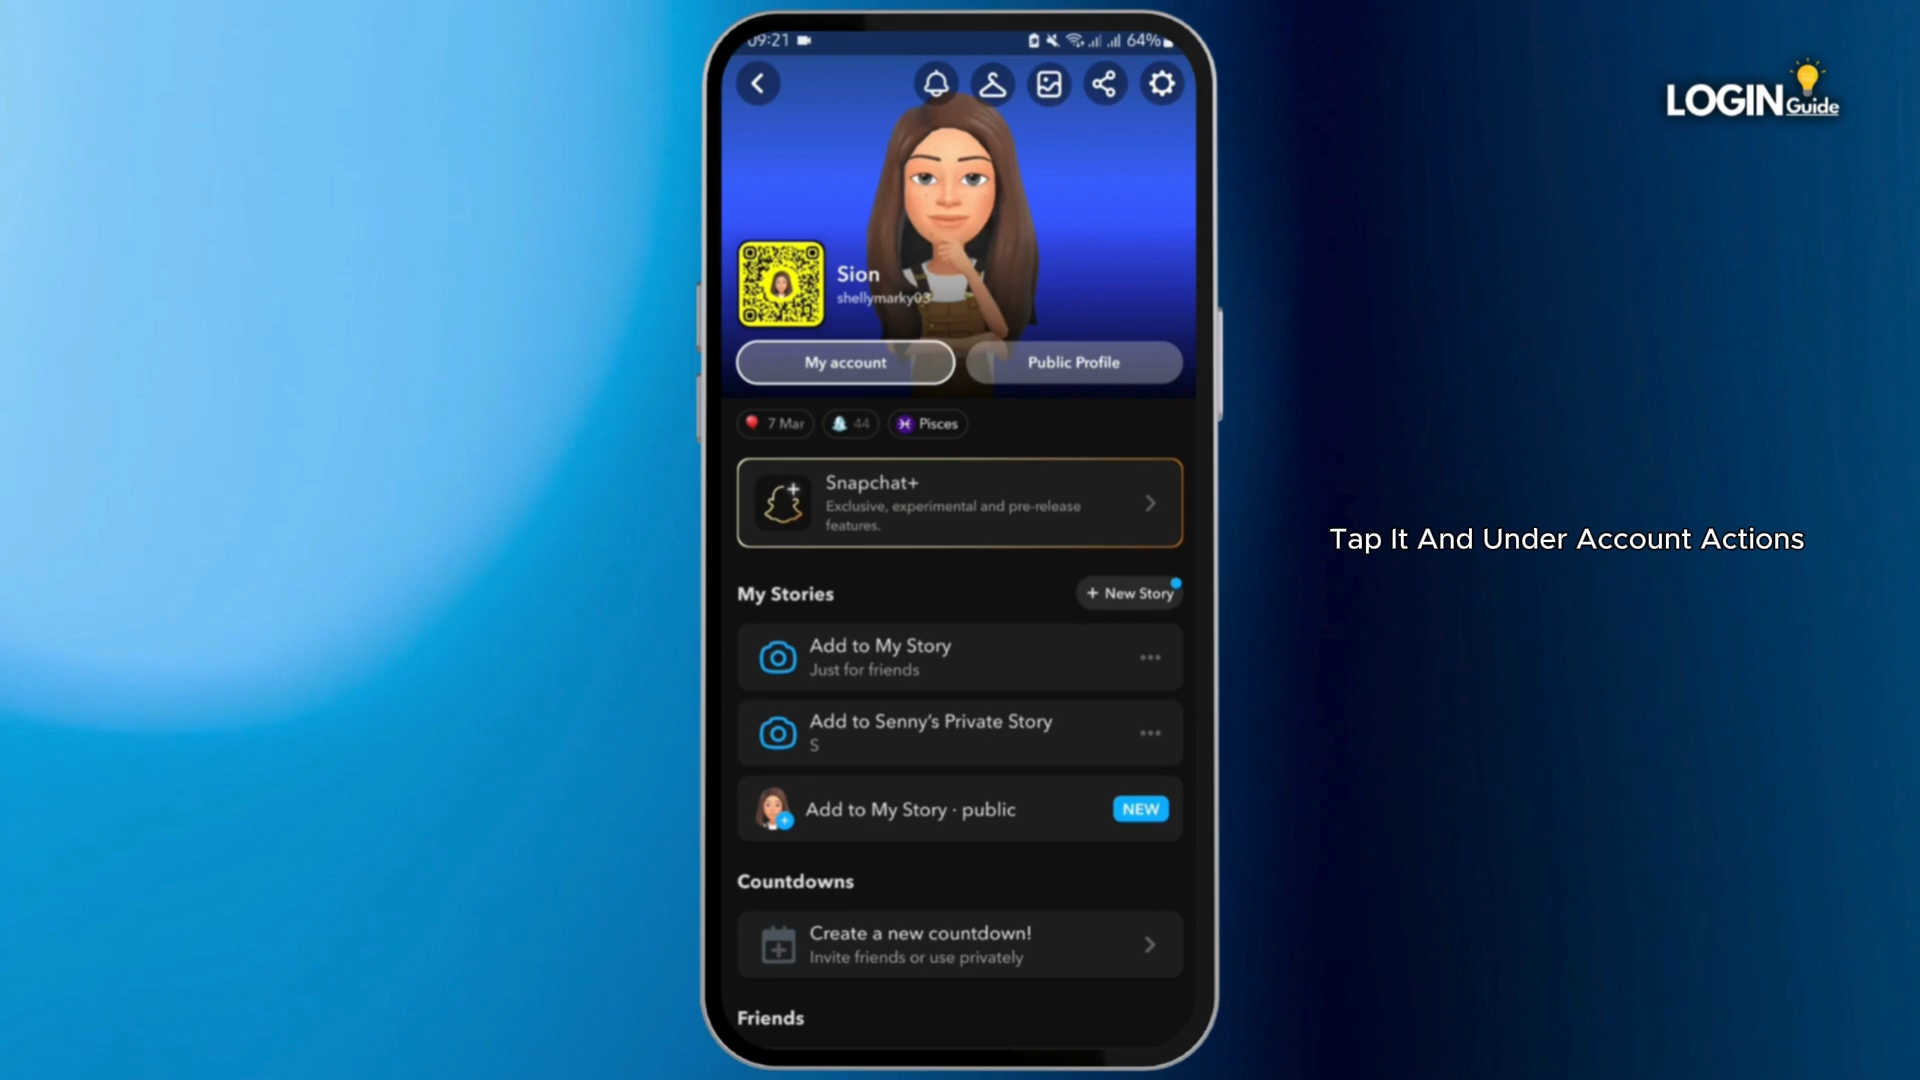 09:21
64%
LOGIN Guide
Sion
shellymarky03
My account
Public Profile
7 Mar
44
Pisces
Snapchat+
Exclusive, experimental and pre-release
features.
Tap It And Under Account Actions
My Stories
+ New Story
Add to My Story
Just for friends
Add to Senny's Private Story
S
Add to My Story · public
NEW
Countdowns
Create a new countdown!
Invite friends or use privately
Friends